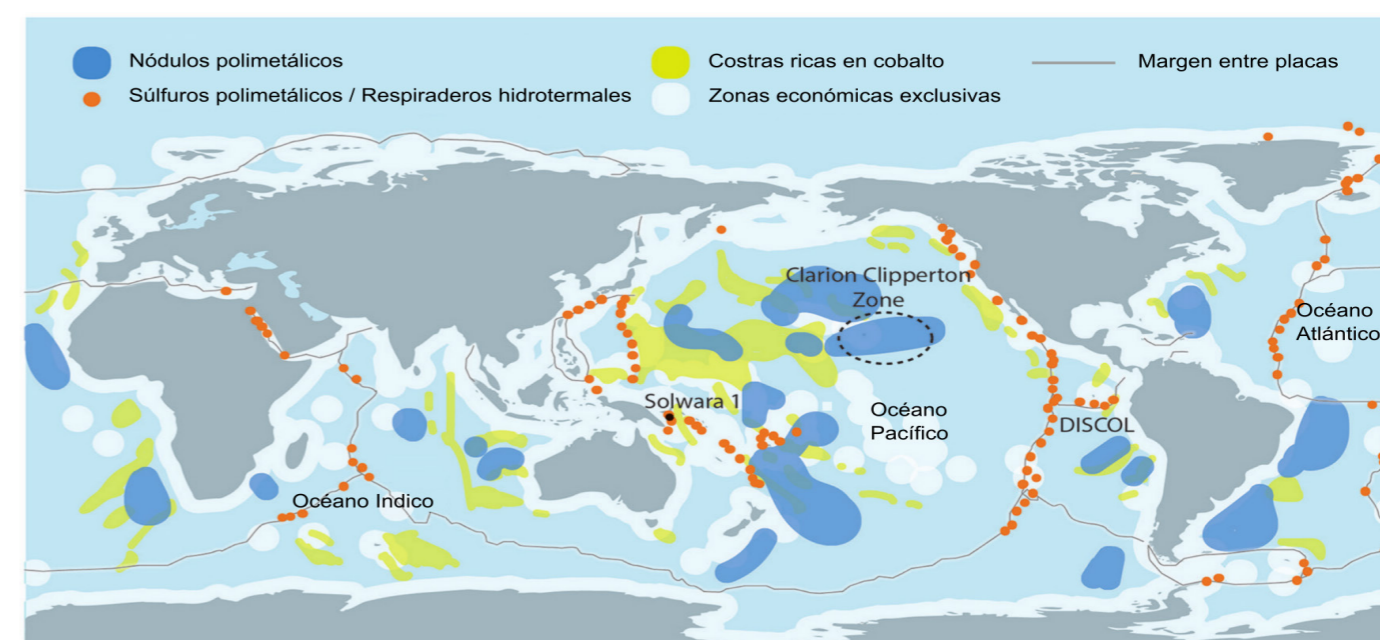 Nódulos polimetálicos
Súlfuros polimetálicos / Respiraderos hidrotermales
Costras ricas en cobalto
Zonas económicas exclusivas
Margen entre placas
Clarion Clipperton
Zone
Océano
Atlántico
Solwara 1
Océano
Pacífico
DISCOL
Océano Indico